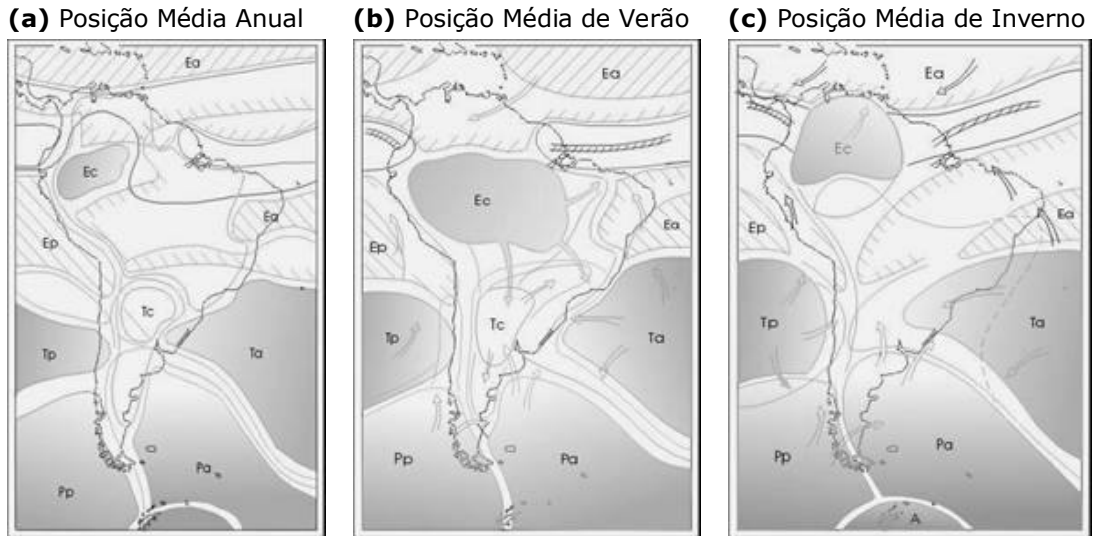 (a) Posição Média Anual
(b) Posição Média de Verão
(c) Posição Média de Inverno
Ea
Ec
Ea
Ep
Tc
Tp
Ta
Pa
Pp
Ea
Ec
Ea
Ep
Tc
Tp
Ta
Pp
Pa
Ea
Ec
Ea
Ep
Tp
Ta
Pp
Pa
A